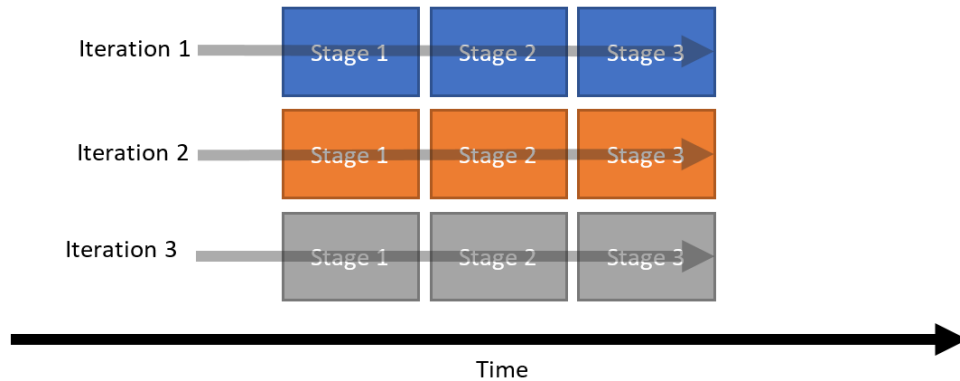 Iteration 1 Stage 1 Stage 2 Stage 3
Iteration 2 Stage 1 Stage 2 Stage 3
Iteration 3 Stage 1 Stage 2 Stage 3
Time